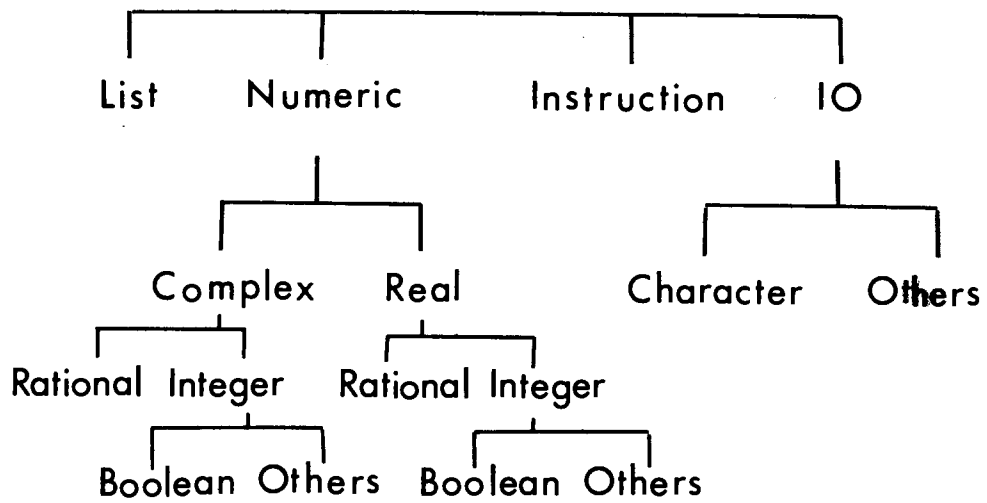 List Numeric Instruction IO
Complex Real Character Others
Rational Integer Rational Integer
Boolean Others Boolean Others